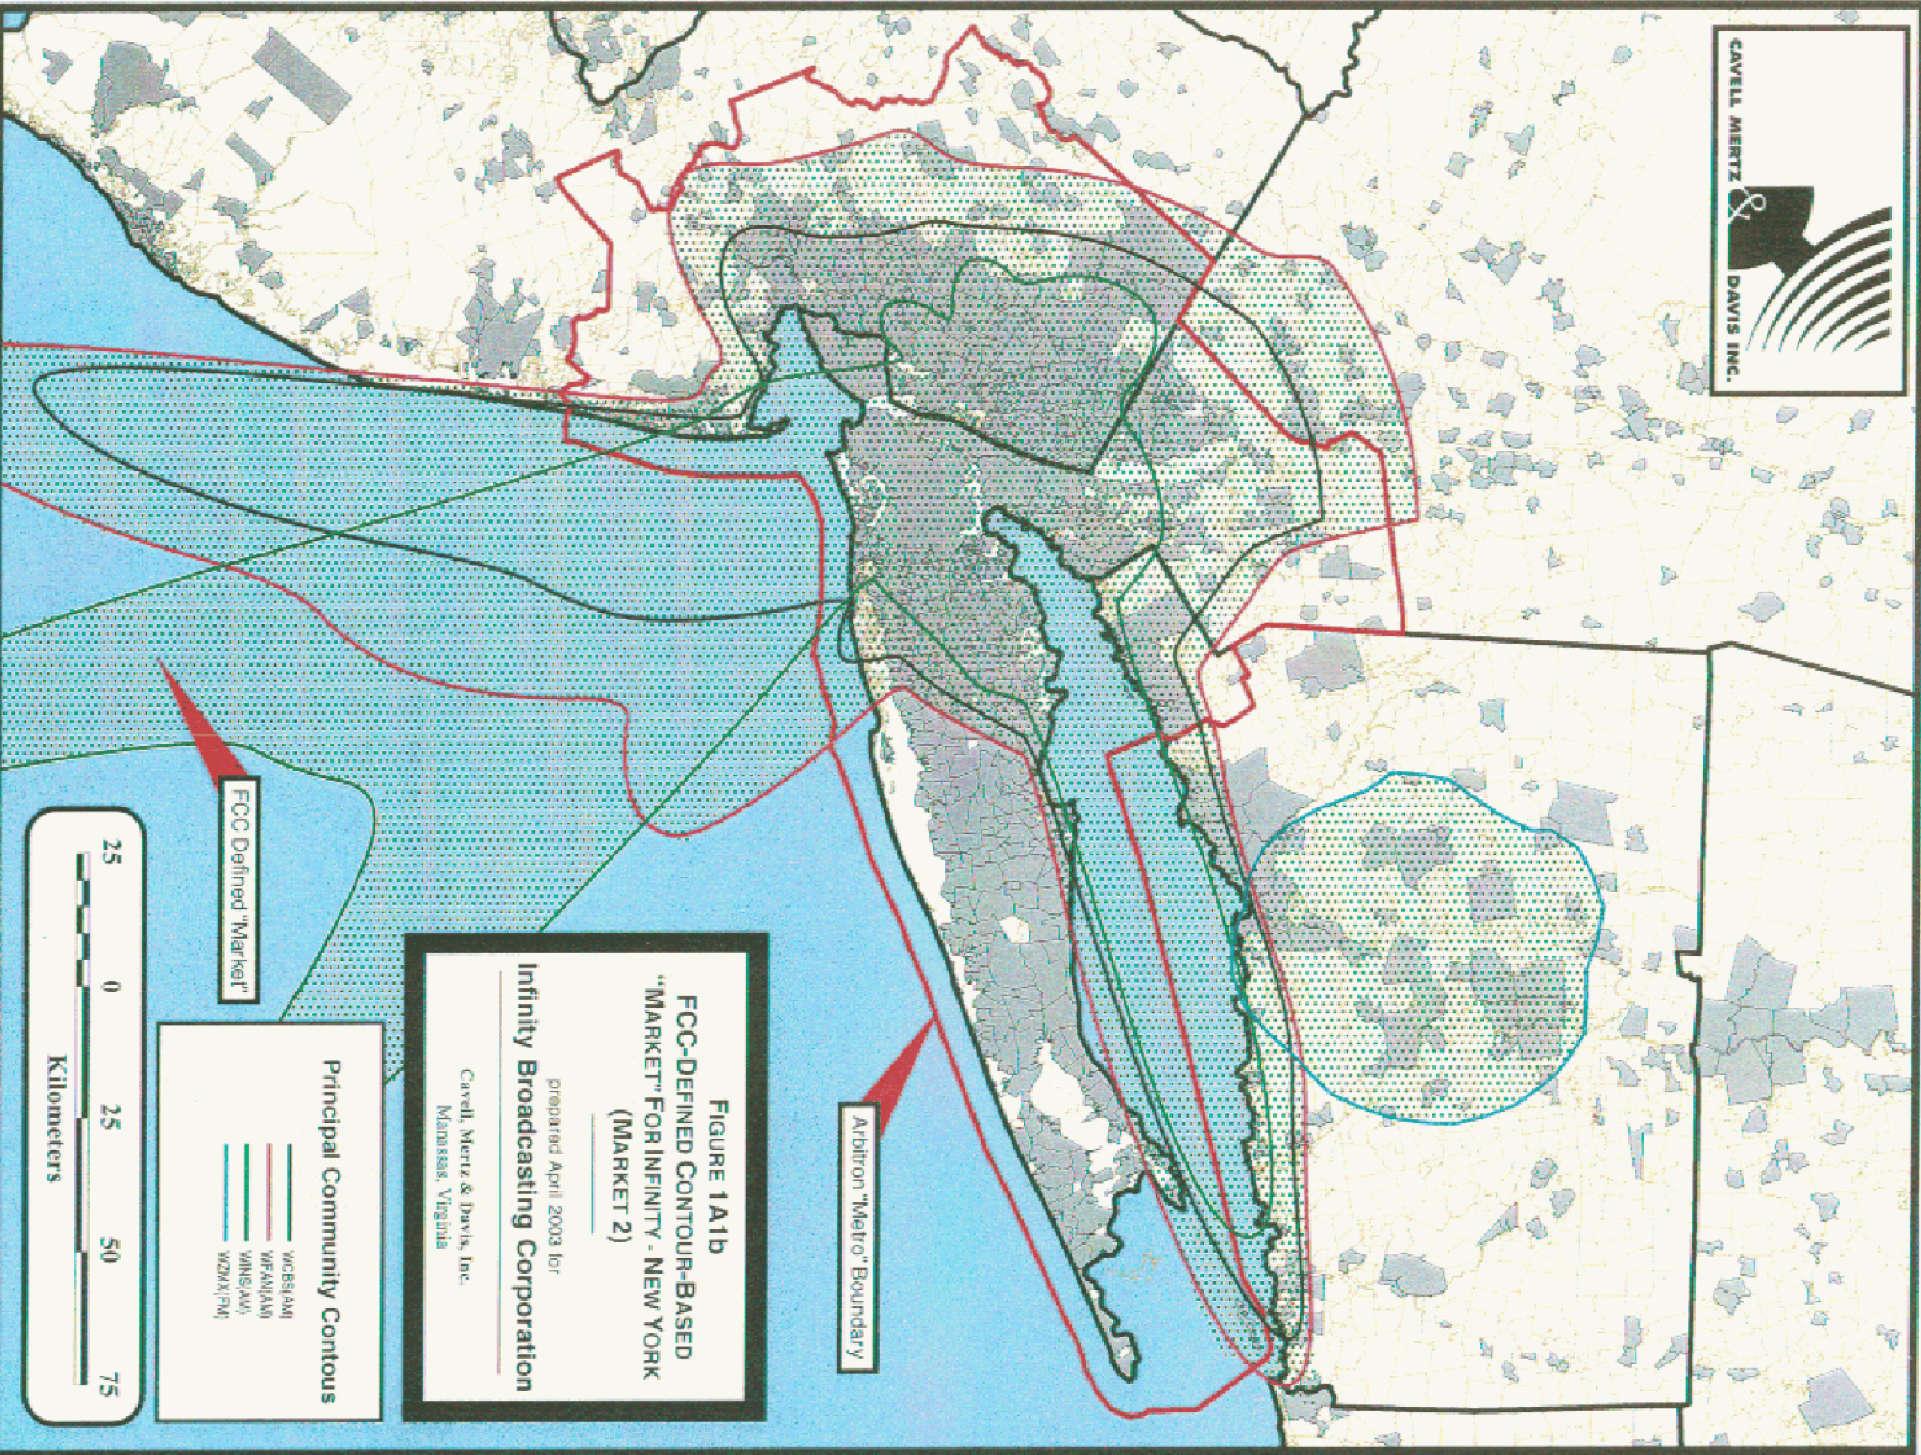 CAVELL MERTZ & DAVIS INC.
FCC Defined "Market"
Arbitron "Metro" Boundary
FIGURE 1A1b
FCC-DEFINED CONTOUR-BASED
"MARKET" FOR INFINITY - NEW YORK
(MARKET 2)
prepared April 2003 for
Infinity Broadcasting Corporation
Cavell, Mertz & Davis, Inc.
Manassas, Virginia
Principal Community Contous
WCBS(AM)
WFAN(AM)
WINS(AM)
WZMX(FM)
25 0 25 50 75
Kilometers